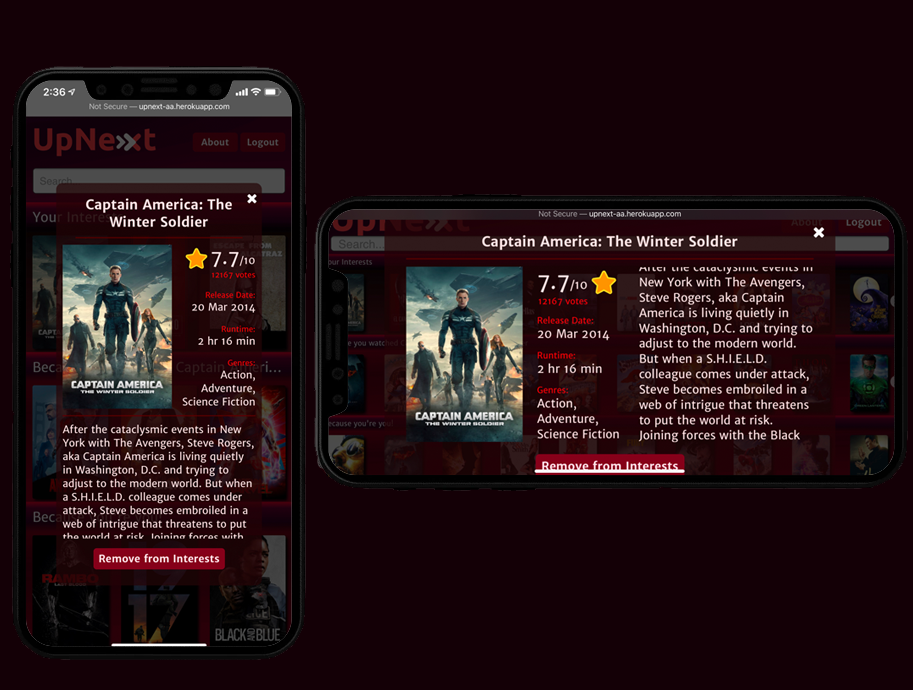 2:36
Not Secure — upnext-aa.herokuapp.com
UpNext
About
Logout
Search...
Captain America: The
Winter Soldier
Your Interests
7.7/10
12167 votes
Release Date:
20 Mar 2014
Runtime:
2 hr 16 min
Genres:
Action,
Adventure,
Science Fiction
CAPTAIN AMERICA
THE WINTER SOLDIER
After the cataclysmic events in New
York with The Avengers, Steve Rogers,
aka Captain America is living quietly
in Washington, D.C. and trying to
adjust to the modern world. But when
a S.H.I.E.L.D. colleague comes under
attack, Steve becomes embroiled in a
web of intrigue that threatens to put
the world at risk. Joining forces with
Remove from Interests
RAMBO
17
BLACK AND BLUE
Not Secure — upnext-aa.herokuapp.com
UpNext
About
Logout
Search...
Captain America: The Winter Soldier
our Interests
CAPTAIN AMERICA
THE WINTER SOLDIER
7.7/10
12167 votes
Release Date:
20 Mar 2014
Runtime:
2 hr 16 min
Genres:
Action,
Adventure,
Science Fiction
After the cataclysmic events in
New York with The Avengers,
Steve Rogers, aka Captain
America is living quietly in
Washington, D.C. and trying to
adjust to the modern world.
But when a S.H.I.E.L.D.
colleague comes under attack,
Steve becomes embroiled in a
web of intrigue that threatens
to put the world at risk.
Joining forces with the Black
ecause you're
Remove from Interests